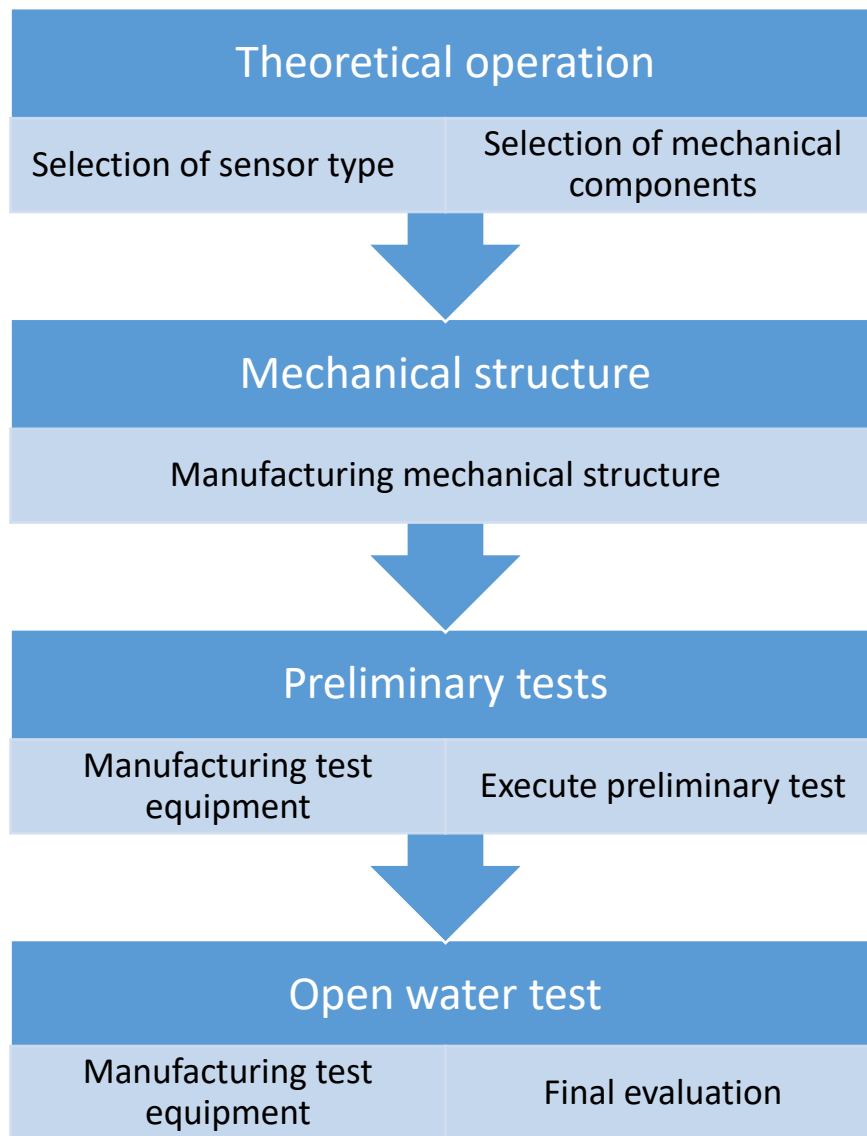 Theoretical operation
Selection of sensor type
Selection of mechanical
components
Mechanical structure
Manufacturing mechanical structure
Preliminary tests
Manufacturing test
equipment
Execute preliminary test
Open water test
Manufacturing test
equipment
Final evaluation